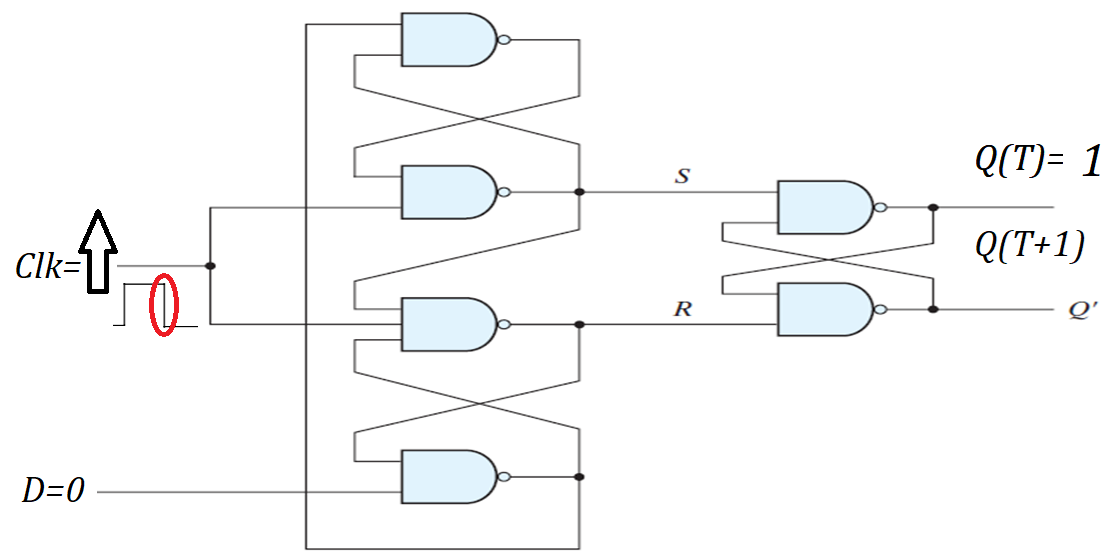 Q(T)= 1
S
Q(T+1)
Clk=
R
Q'
D=0